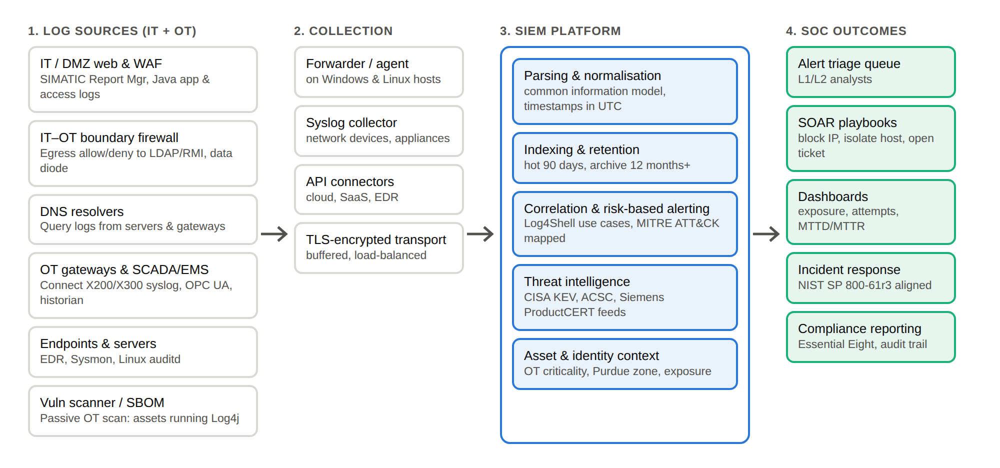 1. LOG SOURCES (IT + OT)
IT / DMZ web & WAF
SIMATIC Report Mgr, Java app &
access logs
IT–OT boundary firewall
Egress allow/deny to LDAP/RMI, data
diode
DNS resolvers
Query logs from servers & gateways
OT gateways & SCADA/EMS
Connect X200/X300 syslog, OPC UA,
historian
Endpoints & servers
EDR, Sysmon, Linux auditd
Vuln scanner / SBOM
Passive OT scan: assets running Log4j
2. COLLECTION
Forwarder / agent
on Windows & Linux hosts
Syslog collector
network devices, appliances
API connectors
cloud, SaaS, EDR
TLS-encrypted transport
buffered, load-balanced
3. SIEM PLATFORM
Parsing & normalisation
common information model,
timestamps in UTC
Indexing & retention
hot 90 days, archive 12 months+
Correlation & risk-based alerting
Log4Shell use cases, MITRE ATT&CK
mapped
Threat intelligence
CISA KEV, ACSC, Siemens
ProductCERT feeds
Asset & identity context
OT criticality, Purdue zone, exposure
4. SOC OUTCOMES
Alert triage queue
L1/L2 analysts
SOAR playbooks
block IP, isolate host, open
ticket
Dashboards
exposure, attempts,
MTTD/MTTR
Incident response
NIST SP 800-61r3 aligned
Compliance reporting
Essential Eight, audit trail